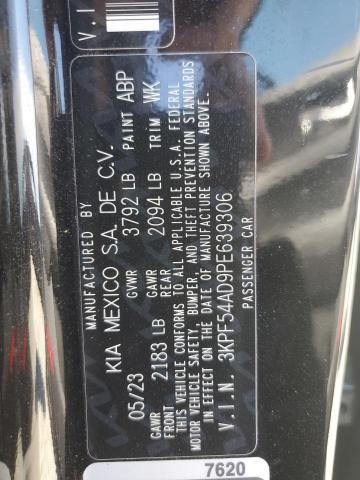 V.I
MANUFACTURED BY
KIA MEXICO S.A. DE C.V.
05/23 GVWR 3792 LB PAINT ABP
GAWR FRONT 2183 LB GAWR REAR 2094 LB TRIM WK
THIS VEHICLE CONFORMS TO ALL APPLICABLE U.S.A. FEDERAL
MOTOR VEHICLE SAFETY, BUMPER, AND THEFT PREVENTION STANDARDS
IN EFFECT ON THE DATE OF MANUFACTURE SHOWN ABOVE.
V.I.N. 3KPF54AD9PE639306
PASSENGER CAR
7620